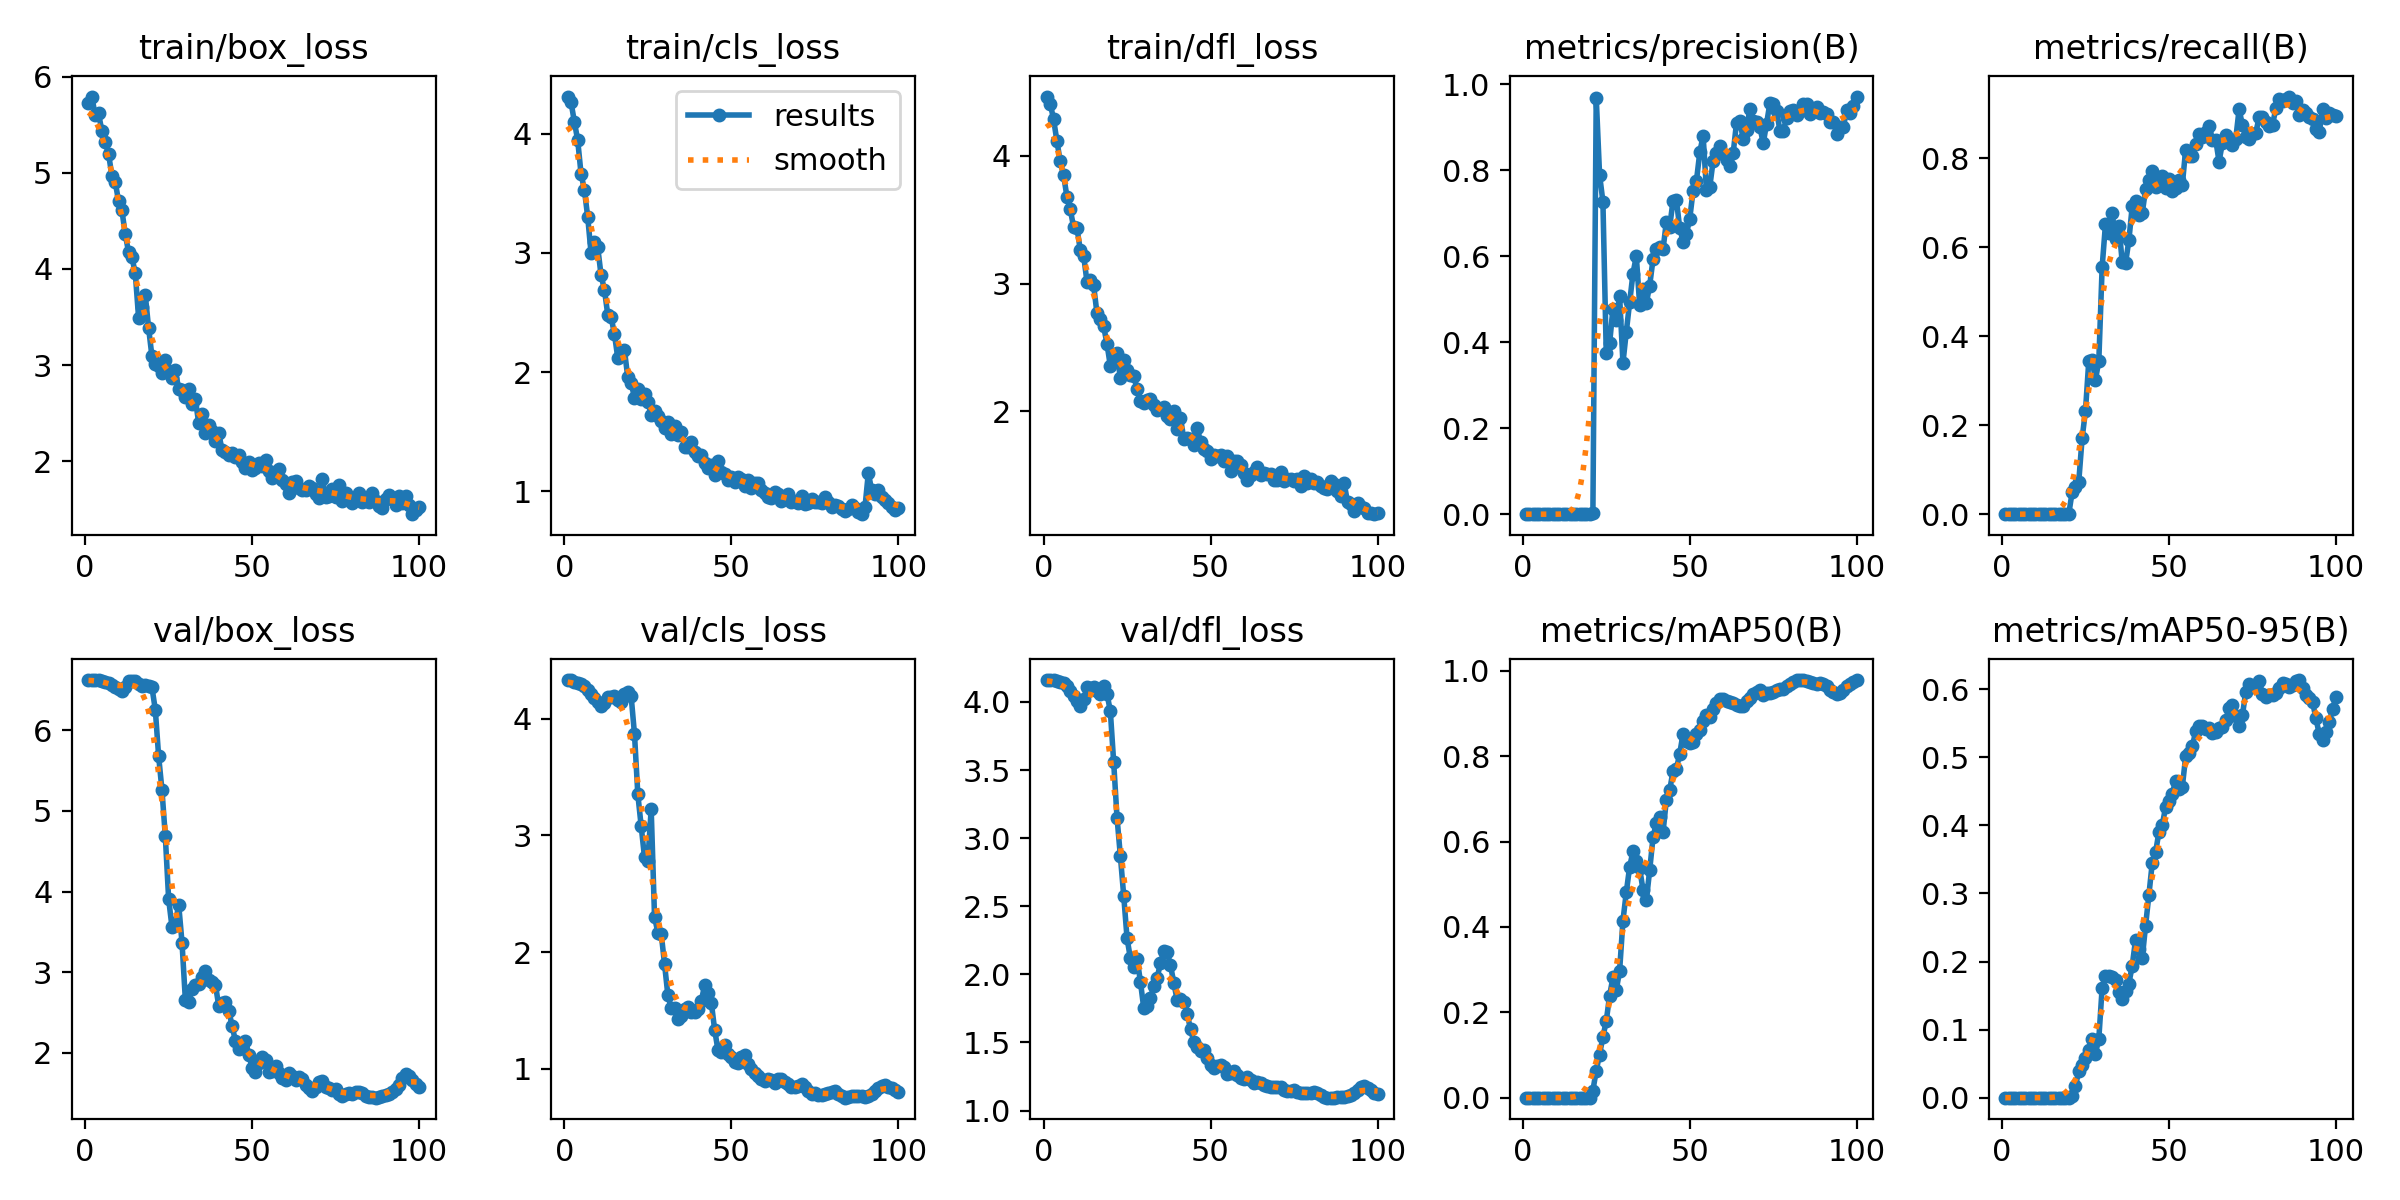 train/box_loss
6
5
4
3
2
0 50 100
train/cls_loss
results
smooth
4
3
2
1
0 50 100
train/dfl_loss
4
3
2
0 50 100
metrics/precision(B)
1.0
0.8
0.6
0.4
0.2
0.0
0 50 100
metrics/recall(B)
0.8
0.6
0.4
0.2
0.0
0 50 100
val/box_loss
6
5
4
3
2
0 50 100
val/cls_loss
4
3
2
1
0 50 100
val/dfl_loss
4.0
3.5
3.0
2.5
2.0
1.5
1.0
0 50 100
metrics/mAP50(B)
1.0
0.8
0.6
0.4
0.2
0.0
0 50 100
metrics/mAP50-95(B)
0.6
0.5
0.4
0.3
0.2
0.1
0.0
0 50 100